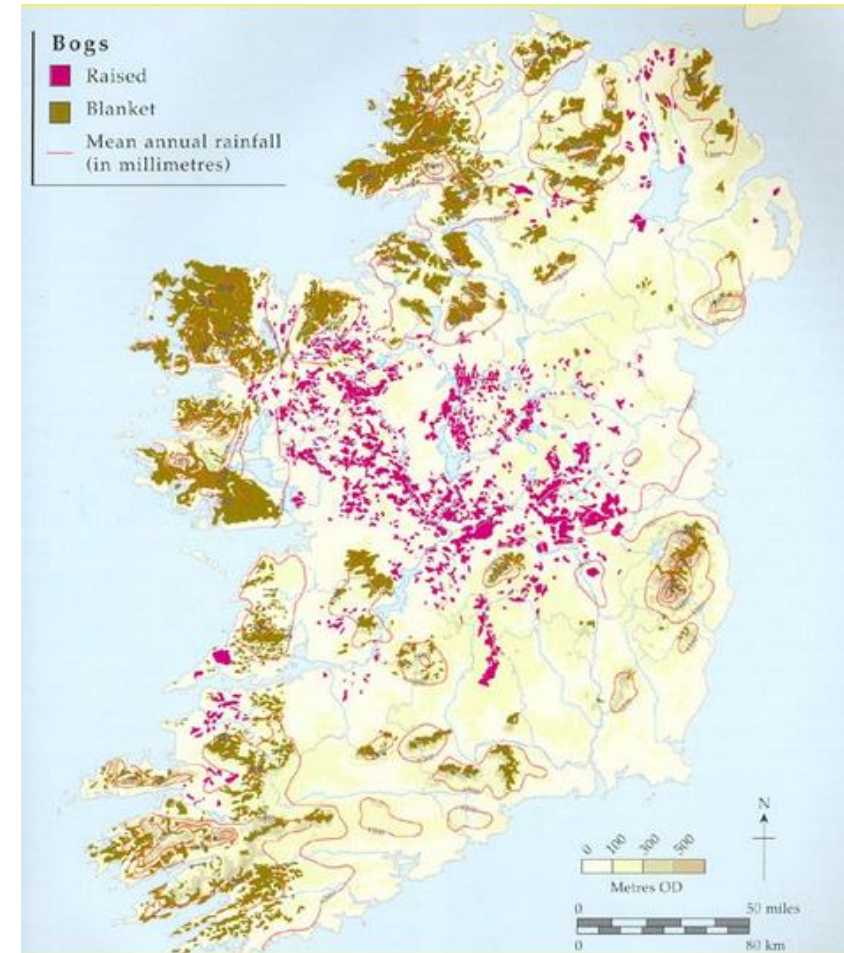 Bogs
Raised
Blanket
Mean annual rainfall
(in millimetres)
N
0 100 300 500
Metres OD
0 50 miles
0 80 km